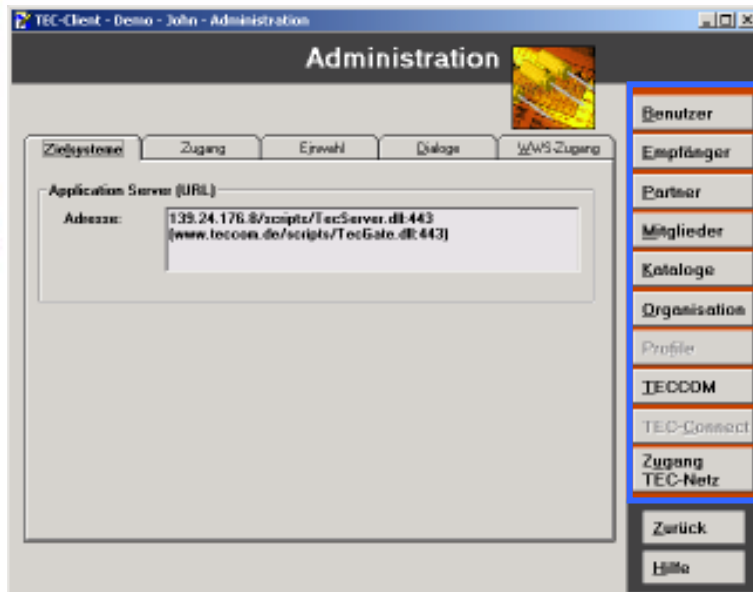 TEC-Client - Demo - John - Administration
Administration
Zielsysteme
Zugang
Einwahl
Dialoge
WWS-Zugang
Application Server (URL)
Adresse:
139.24.176.8/scripts/TecServer.dll:443
(www.teccom.de/scripts/TecGate.dll:443)
Benutzer
Empfänger
Partner
Mitglieder
Kataloge
Organisation
Profile
TECCOM
TEC-Connect
Zugang
TEC-Netz
Zurück
Hilfe